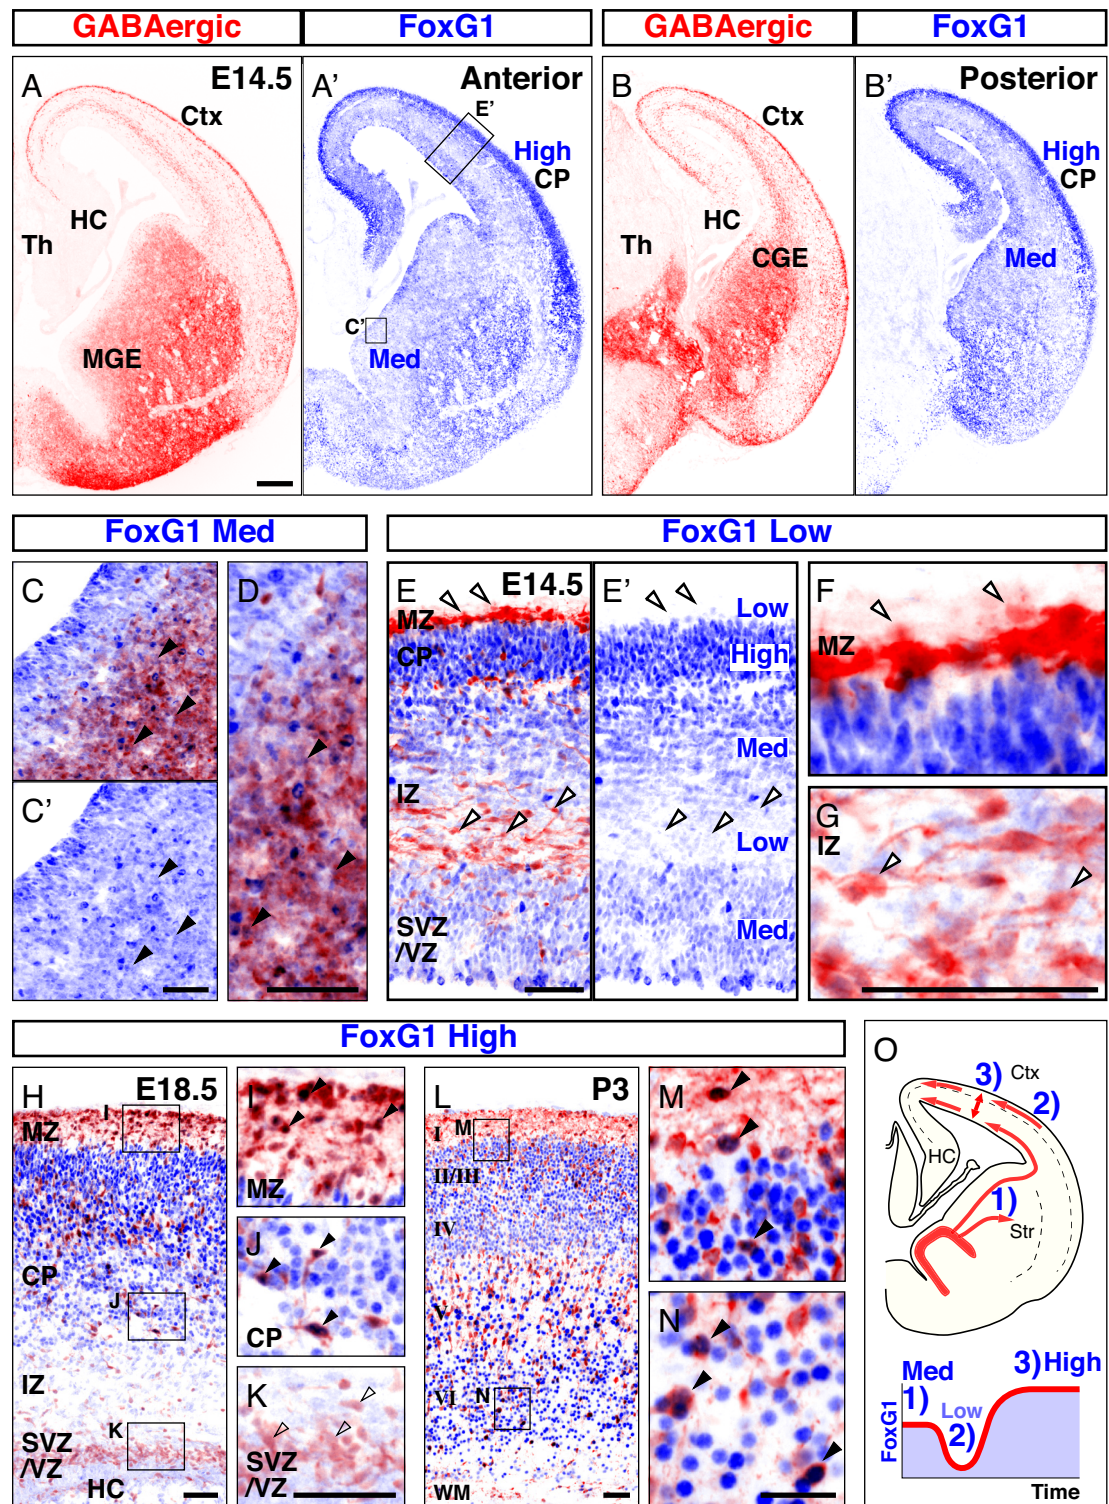 GABAergic FoxG1 GABAergic FoxG1
A E14.5 A’ Anterior B B’ Posterior
Ctx E’ Ctx
High High
CP CP
HC HC
Th Th
CGE Med
C’
MGE Med
FoxG1 Med FoxG1 Low
C D E E14.5 E’ F
Low
MZ MZ
CP High
Med
C’ IZ G
IZ
Low
SVZ Med
/VZ
FoxG1 High O
H E18.5 I L P3 M
I M
MZ I
MZ
II/III
J IV
CP
J V N
CP
IZ K VI N
K
SVZ SVZ
/VZ /VZ
HC WM
3) Ctx
2)
HC
1)
Str
Med 3) High
1) Low
2)
FoxG1
Time